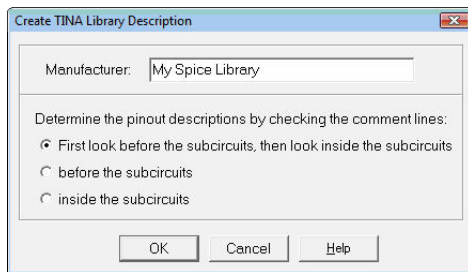 Create TINA Library Description
Manufacturer: My Spice Library
Determine the pinout descriptions by checking the comment lines:
First look before the subcircuits, then look inside the subcircuits
before the subcircuits
inside the subcircuits
OK Cancel Help